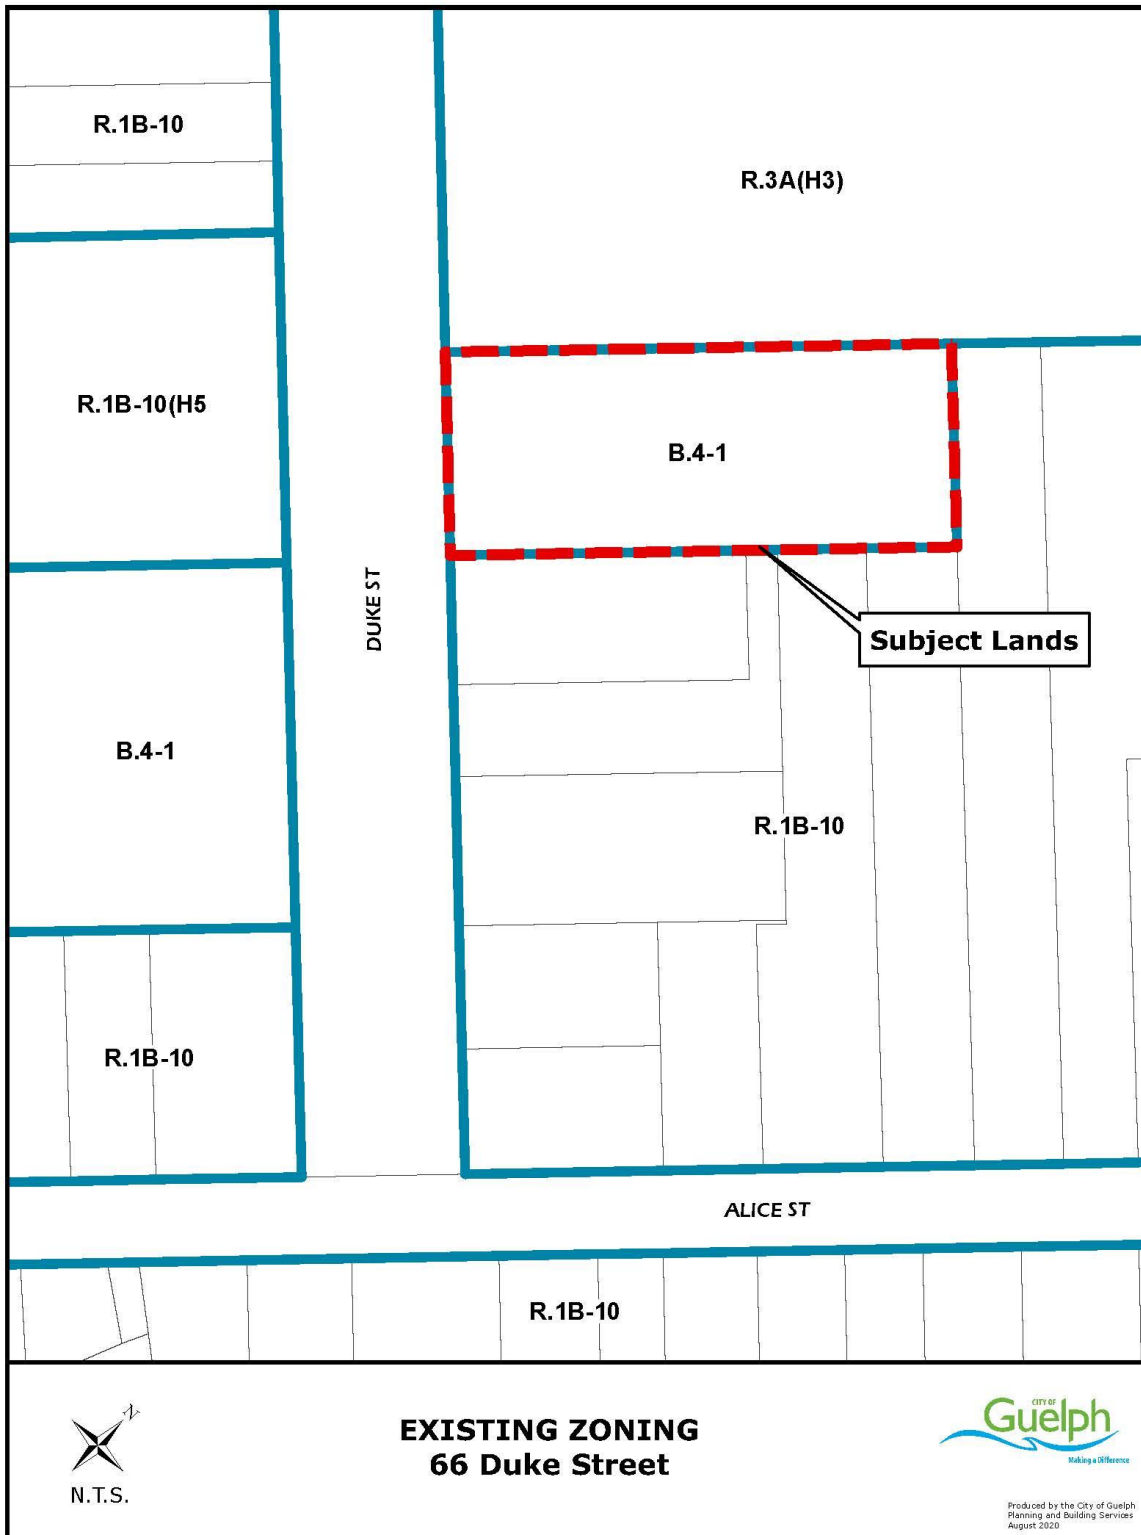 R.1B-10
R.3A(H3)
R.1B-10(H5
B.4-1
DUKE ST
Subject Lands
B.4-1
R.1B-10
R.1B-10
ALICE ST
R.1B-10
N
N.T.S.
EXISTING ZONING
66 Duke Street
CITY OF
Guelph
Making a Difference
Produced by the City of Guelph
Planning and Building Services
August 2020